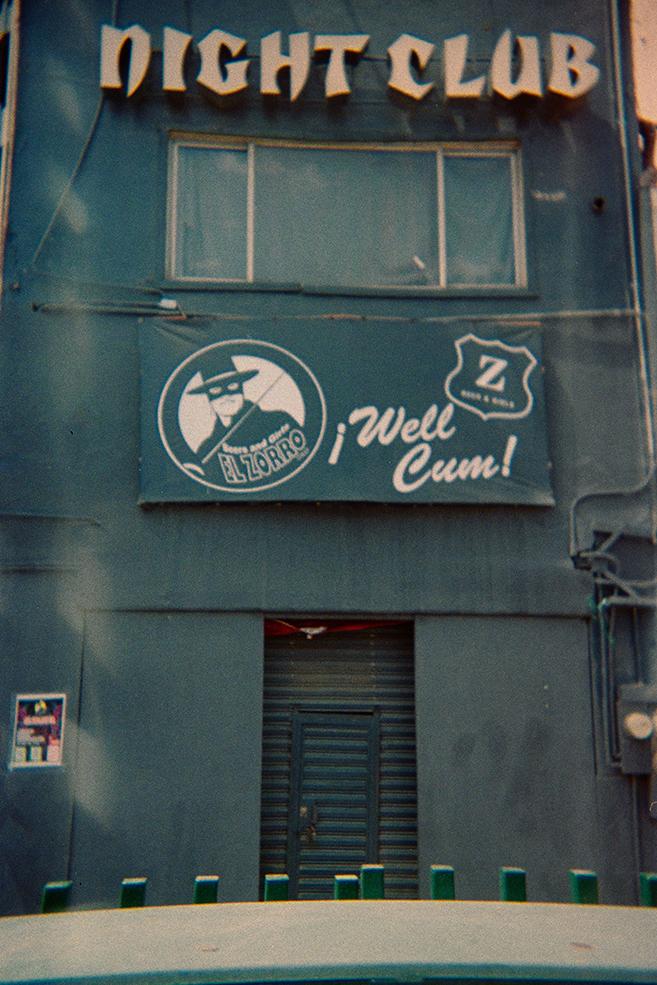 NIGHT CLUB
Z
BEER & GIRLS
Beers and Girls
EL ZORRO
¡Well
Cum!